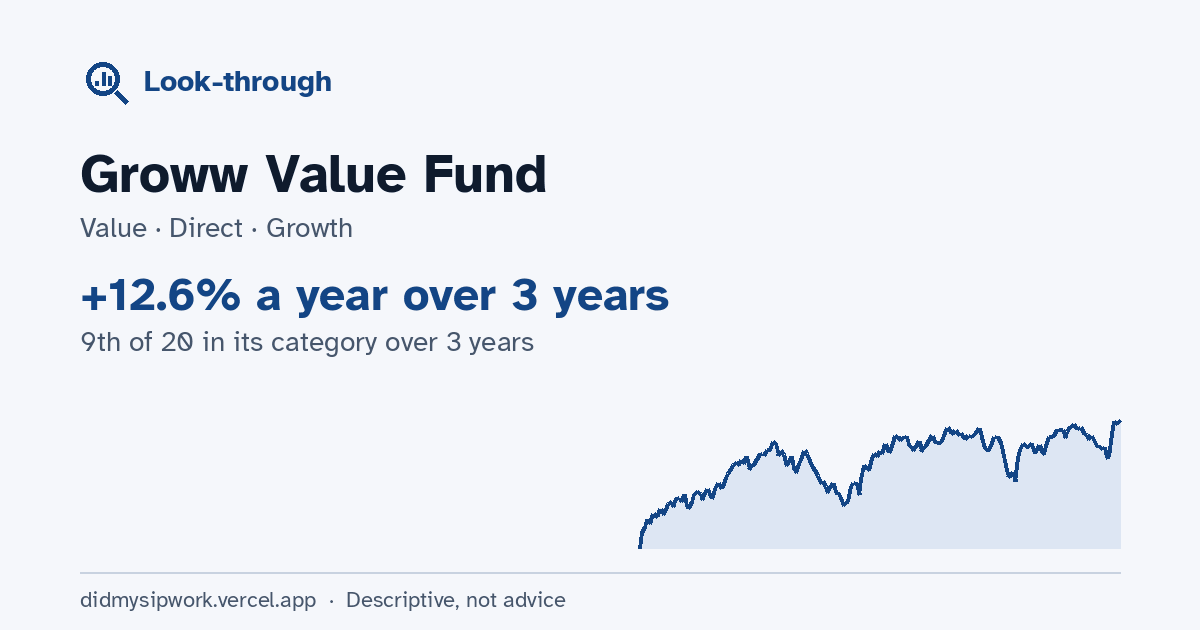 Look-through
Groww Value Fund
Value · Direct · Growth
+12.6% a year over 3 years
9th of 20 in its category over 3 years
didmysipwork.vercel.app · Descriptive, not advice